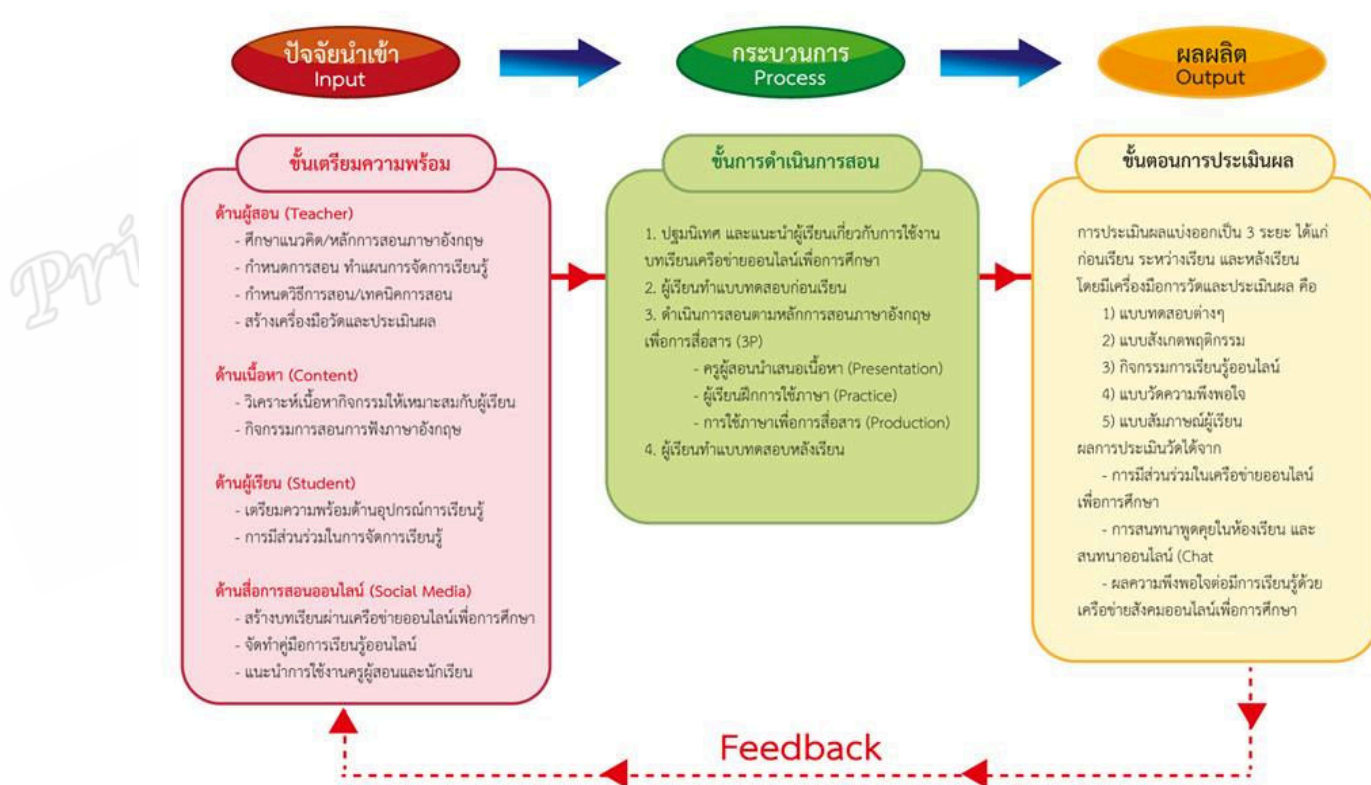 ปัจจัยนำเข้า
Input
กระบวนการ
Process
ผลผลิต
Output
ขั้นเตรียมความพร้อม
ด้านผู้สอน (Teacher)
- ศึกษาแนวคิด/หลักการสอนภาษาอังกฤษ
- กำหนดการสอน ทำแผนการจัดการเรียนรู้
- กำหนดวิธีการสอน/เทคนิคการสอน
- สร้างเครื่องมือวัดและประเมินผล
ด้านเนื้อหา (Content)
- วิเคราะห์เนื้อหากิจกรรมให้เหมาะสมกับผู้เรียน
- กิจกรรมการสอนการฟังภาษาอังกฤษ
ด้านผู้เรียน (Student)
- เตรียมความพร้อมด้านอุปกรณ์การเรียนรู้
- การมีส่วนร่วมในการจัดการเรียนรู้
ด้านสื่อการสอนออนไลน์ (Social Media)
- สร้างบทเรียนผ่านเครือข่ายออนไลน์เพื่อการศึกษา
- จัดทำคู่มือการเรียนรู้ออนไลน์
- แนะนำการใช้งานครูผู้สอนและนักเรียน
ขั้นการดำเนินการสอน
1. ปฐมนิเทศ และแนะนำผู้เรียนเกี่ยวกับการใช้งาน
บทเรียนเครือข่ายออนไลน์เพื่อการศึกษา
2. ผู้เรียนทำแบบทดสอบก่อนเรียน
3. ดำเนินการสอนตามหลักการสอนภาษาอังกฤษ
เพื่อการสื่อสาร (3P)
- ครูผู้สอนนำเสนอเนื้อหา (Presentation)
- ผู้เรียนฝึกการใช้ภาษา (Practice)
- การใช้ภาษาเพื่อการสื่อสาร (Production)
4. ผู้เรียนทำแบบทดสอบหลังเรียน
ขั้นตอนการประเมินผล
การประเมินผลแบ่งออกเป็น 3 ระยะ ได้แก่
ก่อนเรียน ระหว่างเรียน และหลังเรียน
โดยมีเครื่องมือการวัดและประเมินผล คือ
1) แบบทดสอบต่างๆ
2) แบบสังเกตพฤติกรรม
3) กิจกรรมการเรียนรู้ออนไลน์
4) แบบวัดความพึงพอใจ
5) แบบสัมภาษณ์ผู้เรียน
ผลการประเมินวัดได้จาก
- การมีส่วนร่วมในเครือข่ายออนไลน์
เพื่อการศึกษา
- การสนทนาพูดคุยในห้องเรียน และ
สนทนาออนไลน์ (Chat
- ผลความพึงพอใจต่อมีการเรียนรู้ด้วย
เครือข่ายสังคมออนไลน์เพื่อการศึกษา
Feedback